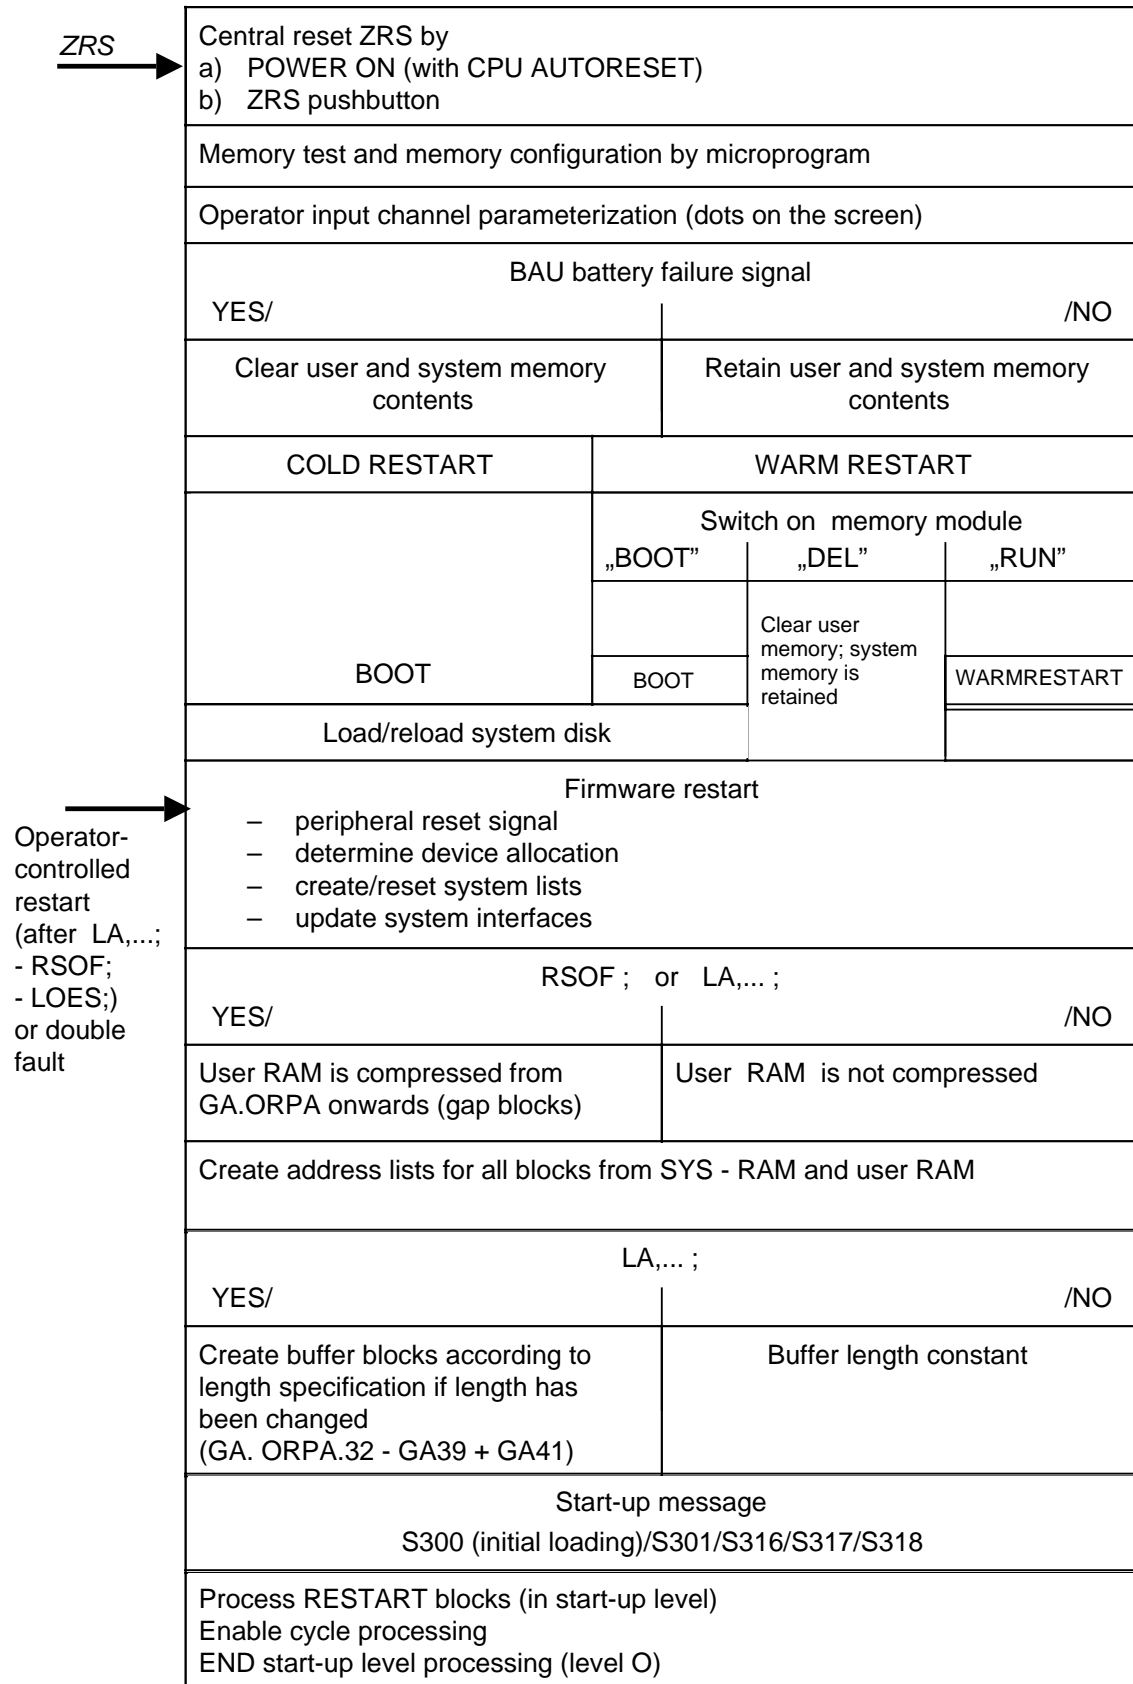 ZRS
Central reset ZRS by
a) POWER ON (with CPU AUTORESET)
b) ZRS pushbutton
Memory test and memory configuration by microprogram
Operator input channel parameterization (dots on the screen)
BAU battery failure signal
YES/ /NO
Clear user and system memory
contents
Retain user and system memory
contents
COLD RESTART
WARM RESTART
Switch on memory module
„BOOT” „DEL” „RUN”
Clear user
memory; system
memory is
retained
BOOT
BOOT
WARMRESTART
Load/reload system disk
Operator-
controlled
restart
(after LA,...;
- RSOF;
- LOES;)
or double
fault
Firmware restart
– peripheral reset signal
– determine device allocation
– create/reset system lists
– update system interfaces
RSOF ; or LA,... ;
YES/ /NO
User RAM is compressed from
GA.ORPA onwards (gap blocks)
User RAM is not compressed
Create address lists for all blocks from SYS - RAM and user RAM
LA,... ;
YES/ /NO
Create buffer blocks according to
length specification if length has
been changed
(GA. ORPA.32 - GA39 + GA41)
Buffer length constant
Start-up message
S300 (initial loading)/S301/S316/S317/S318
Process RESTART blocks (in start-up level)
Enable cycle processing
END start-up level processing (level O)